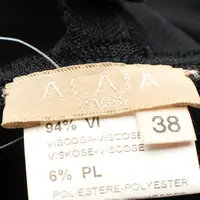 ALAÏA
PARIS
94% VI
38
VISCOSA-VISCOSE
VISKOSE-VISCOSE
6% PL
POLIESTERE-POLYESTER